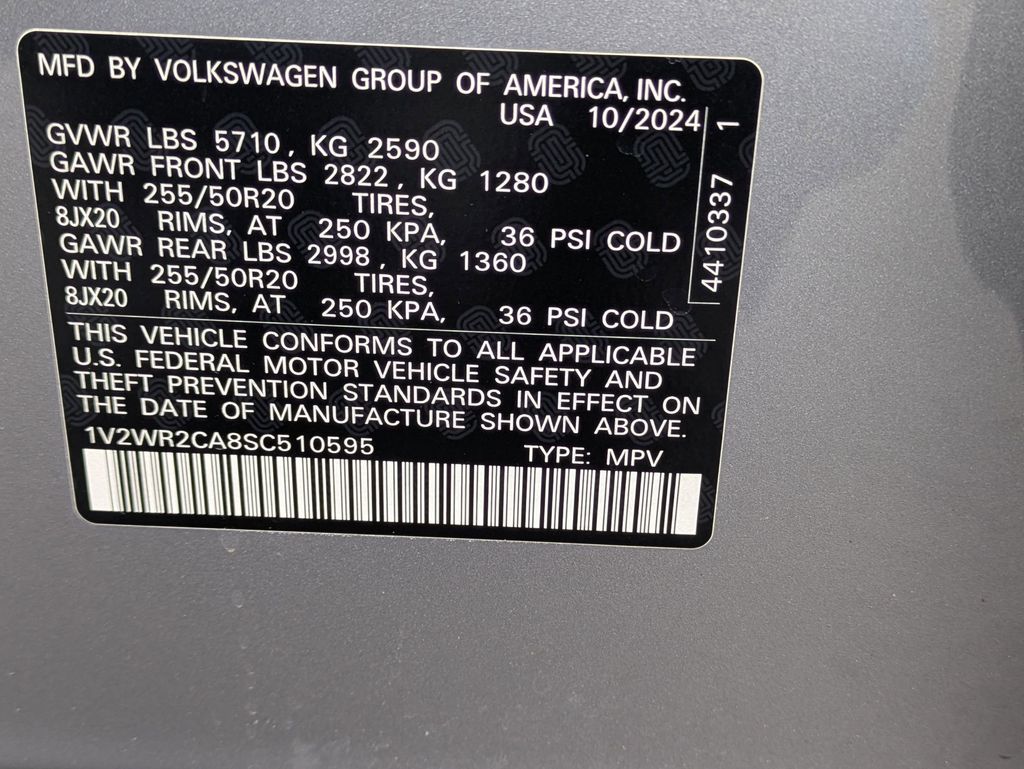 MFD BY VOLKSWAGEN GROUP OF AMERICA, INC.
USA 10/2024
GVWR LBS 5710, KG 2590
GAWR FRONT LBS 2822, KG 1280
WITH 255/50R20 TIRES,
8JX20 RIMS, AT 250 KPA, 36 PSI COLD
GAWR REAR LBS 2998, KG 1360
WITH 255/50R20 TIRES,
8JX20 RIMS, AT 250 KPA, 36 PSI COLD
4410337 1
THIS VEHICLE CONFORMS TO ALL APPLICABLE
U.S. FEDERAL MOTOR VEHICLE SAFETY AND
THEFT PREVENTION STANDARDS IN EFFECT ON
THE DATE OF MANUFACTURE SHOWN ABOVE.
1V2WR2CA8SC510595 TYPE: MPV